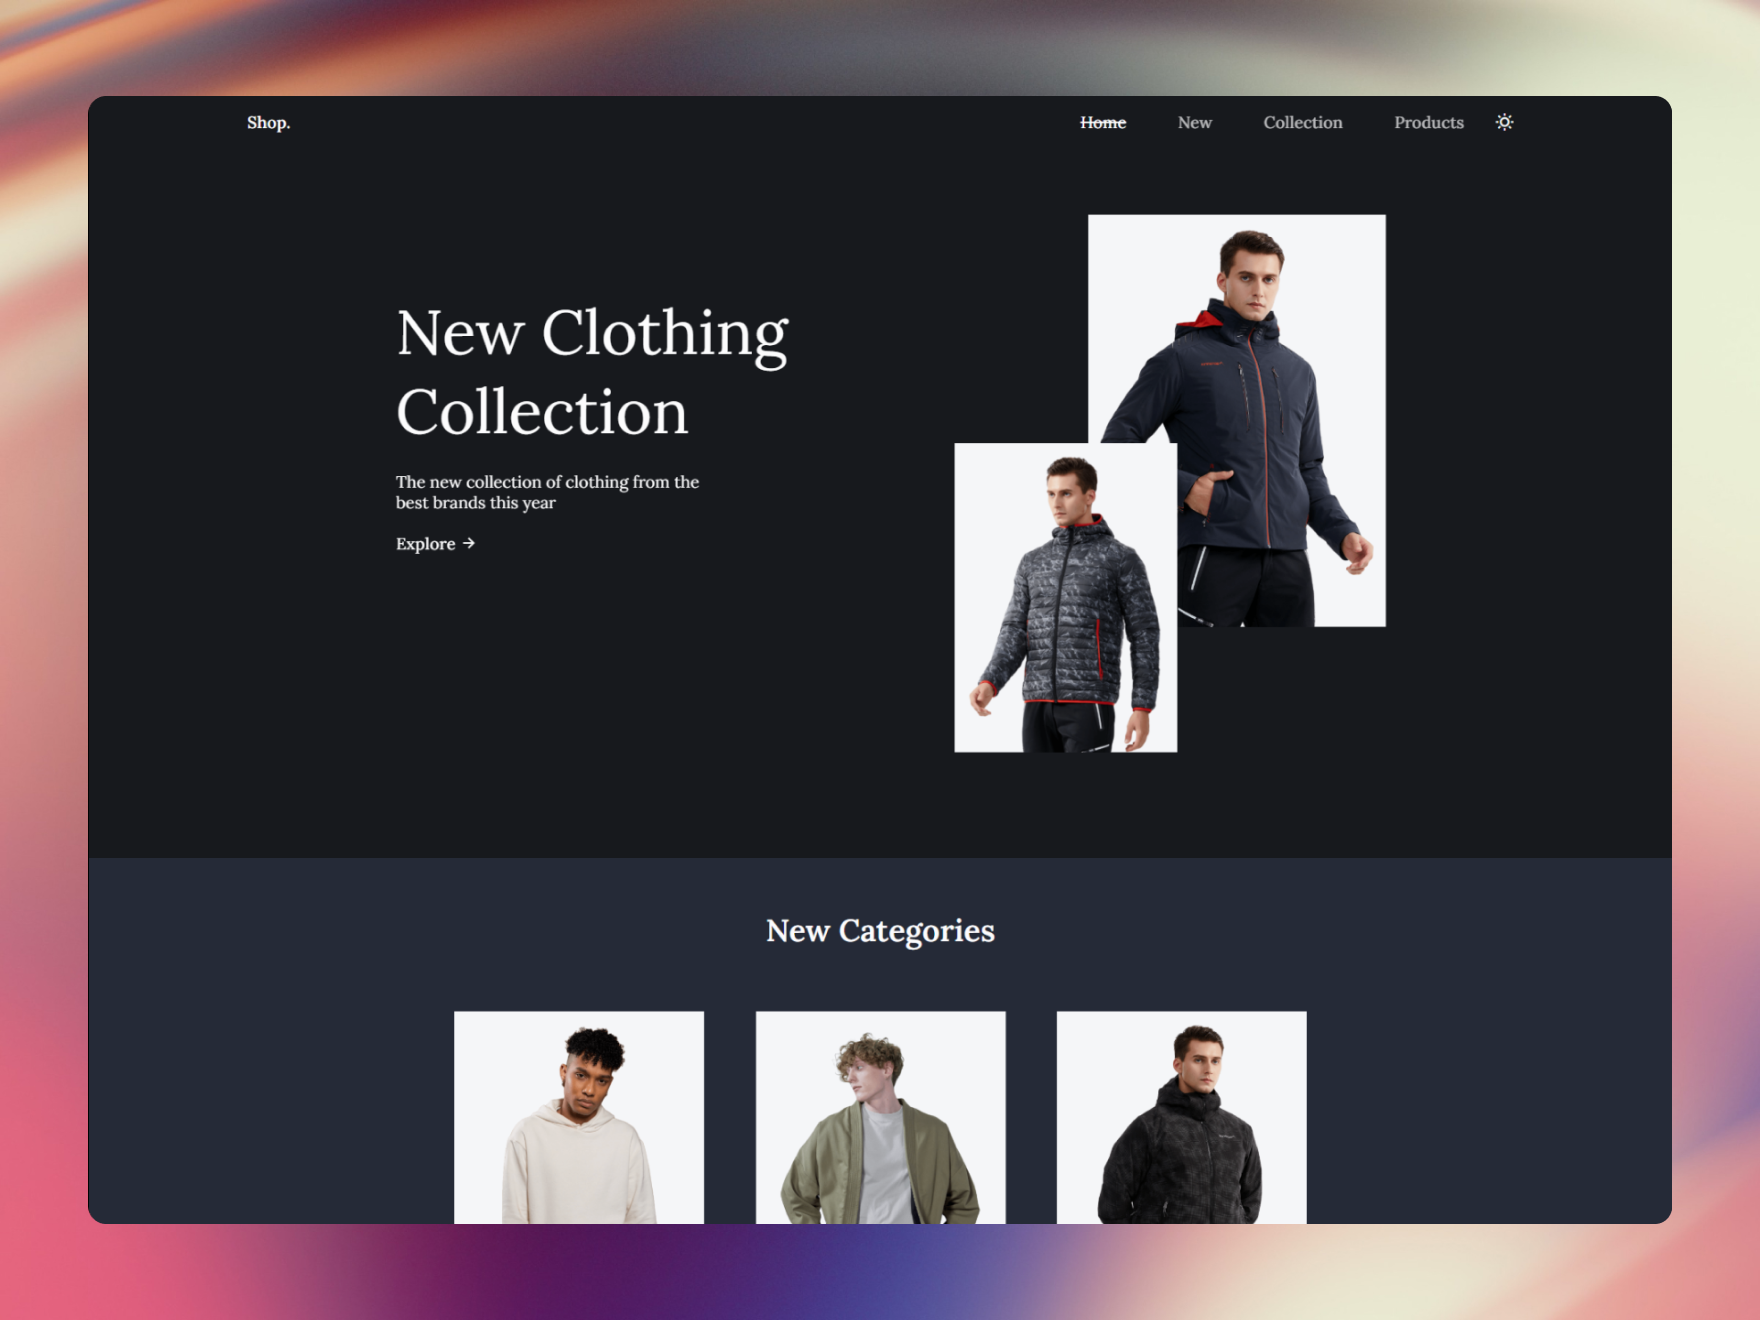 Shop.
Home
New
Collection
Products
New Clothing
Collection
The new collection of clothing from the
best brands this year
Explore →
New Categories